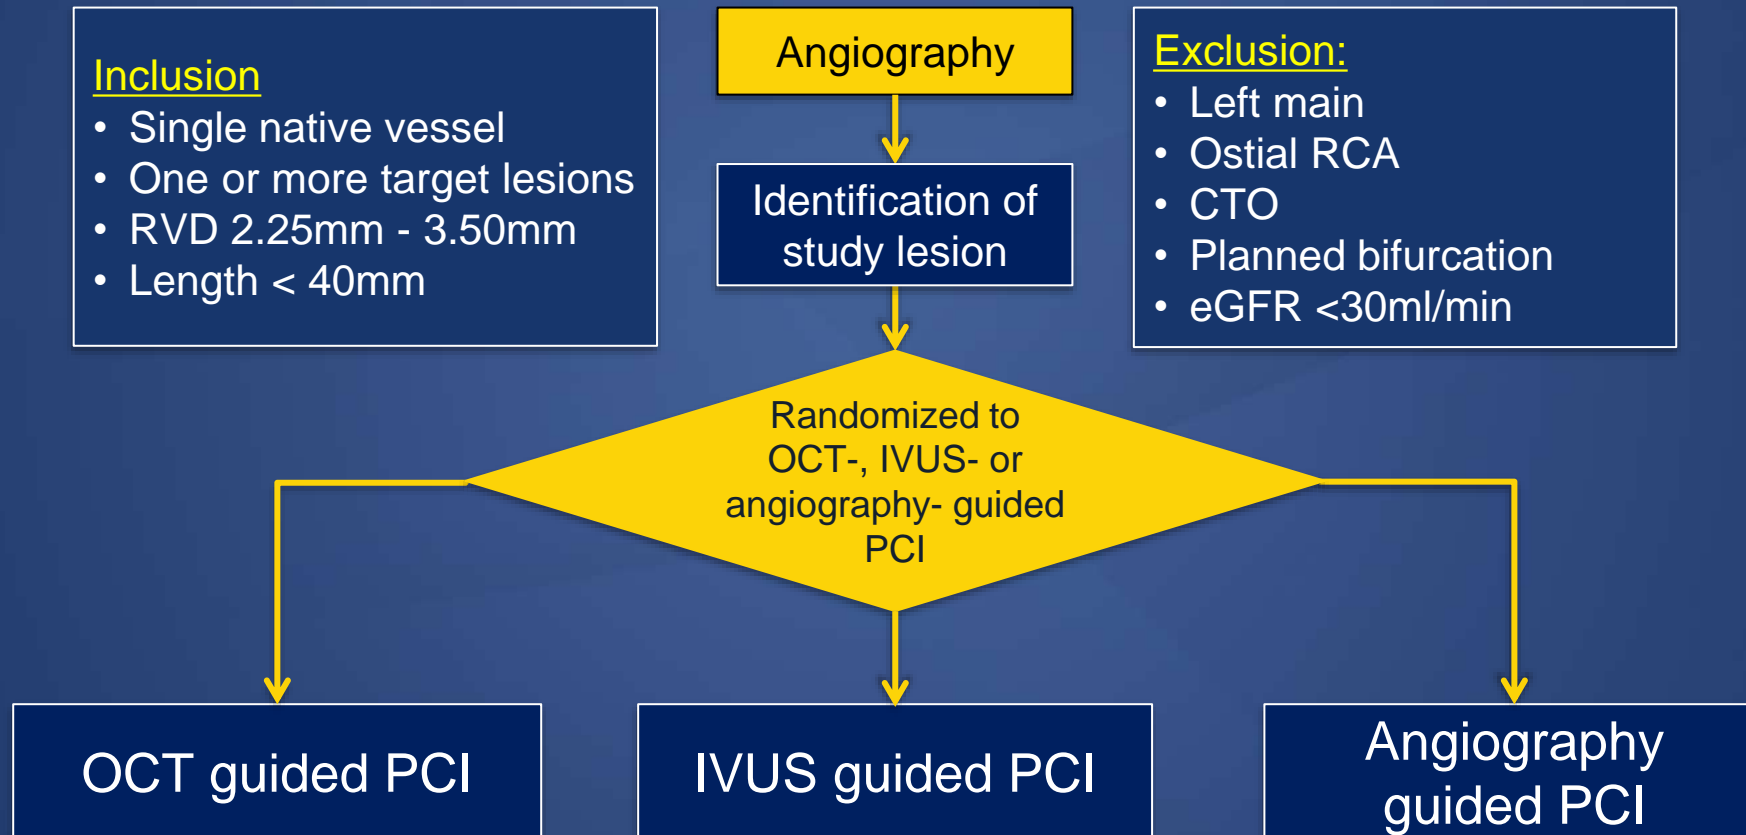 Inclusion
• Single native vessel
• One or more target lesions
• RVD 2.25mm - 3.50mm
• Length < 40mm
Angiography
Identification of
study lesion
Exclusion:
• Left main
• Ostial RCA
• CTO
• Planned bifurcation
• eGFR <30ml/min
Randomized to
OCT-, IVUS- or
angiography- guided
PCI
OCT guided PCI
IVUS guided PCI
Angiography
guided PCI